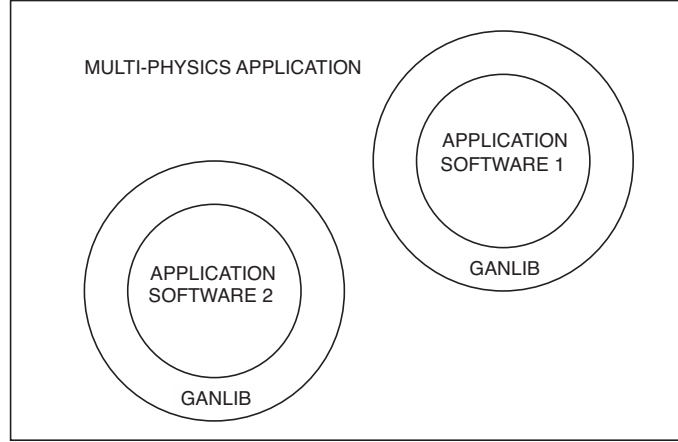 MULTI-PHYSICS APPLICATION
APPLICATION
SOFTWARE 1
GANLIB
APPLICATION
SOFTWARE 2
GANLIB